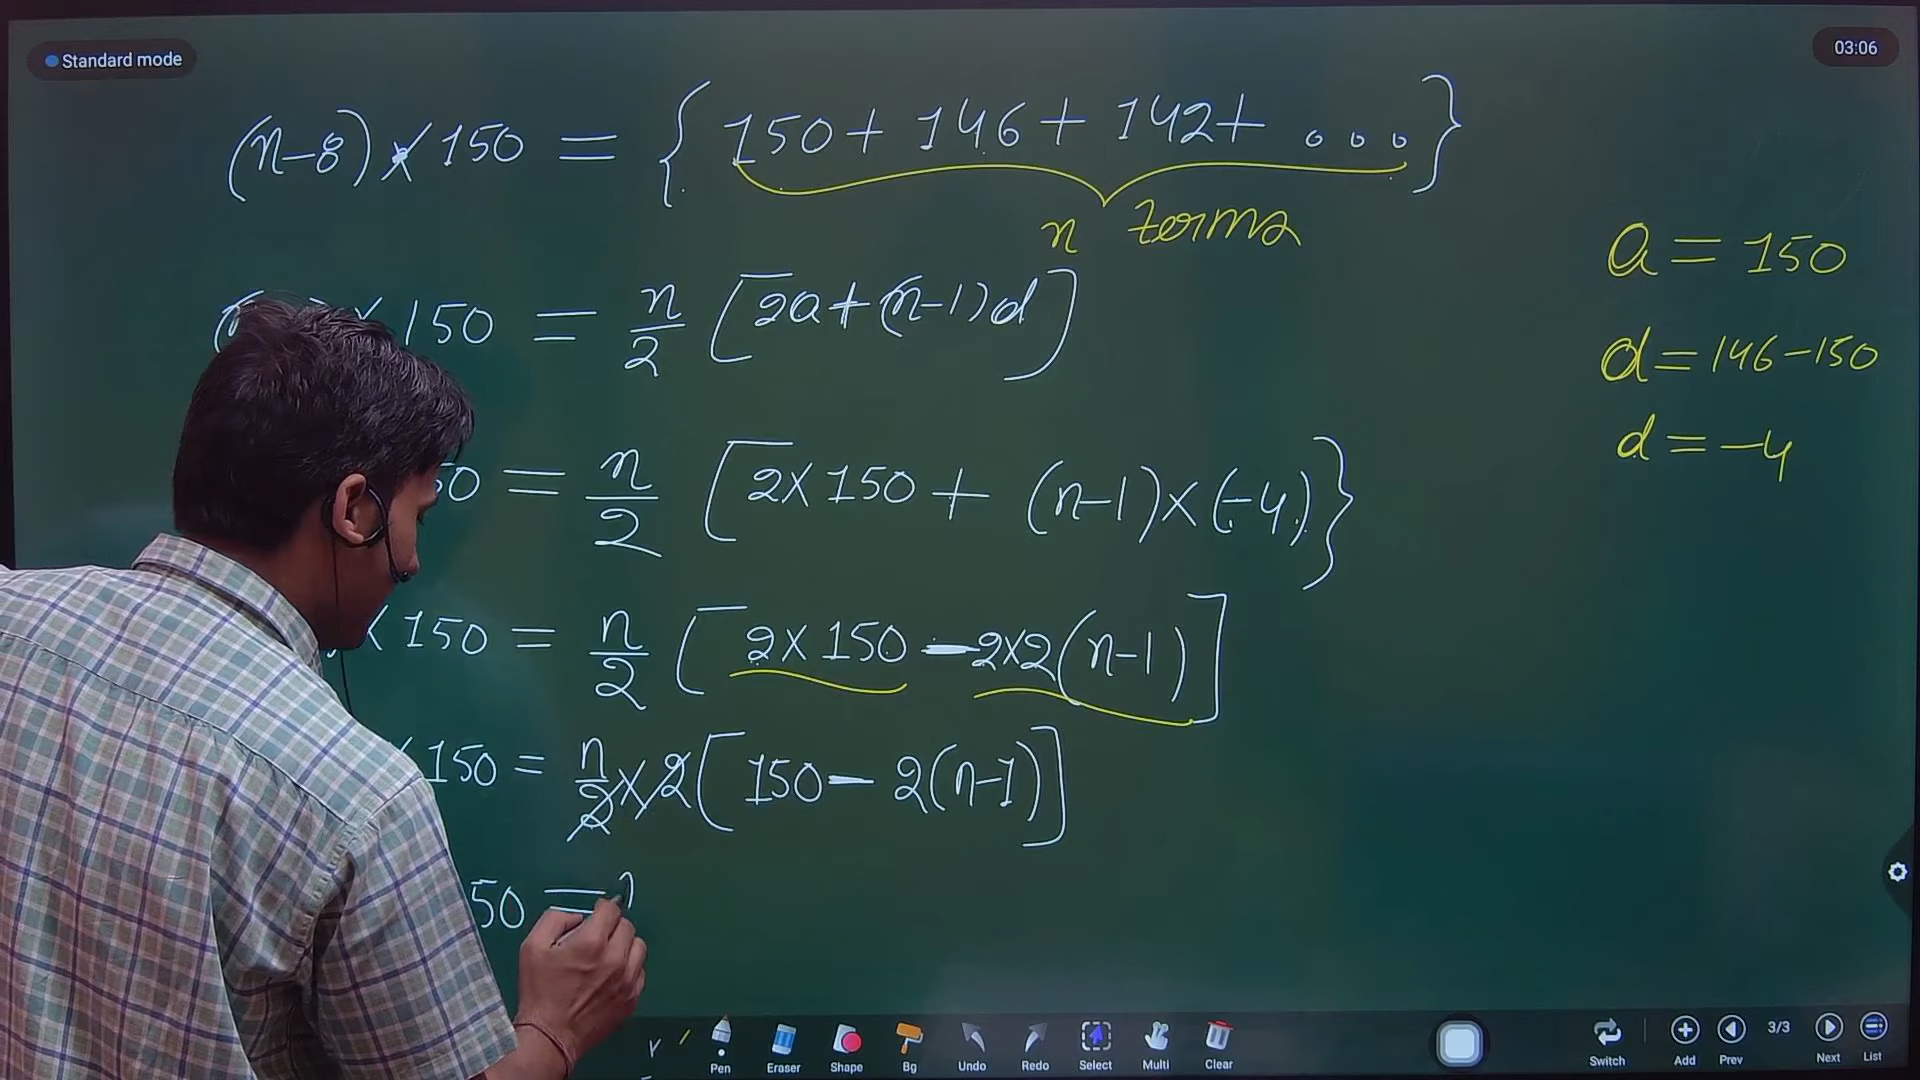 Standard mode
03:06
(n-8)×150 = {150+146+142+ ...}
n terms
a = 150
d = 146-150
d = -4
×150 = n/2 [2a+(n-1)d]
50 = n/2 [2×150 + (n-1)×(-4)}
×150 = n/2 [2×150 - 2×2(n-1)]
×150 = n/2×2[150-2(n-1)]
50 =
Pen Eraser Shape Bg Undo Redo Select Multi Clear Switch Add Prev 3/3 Next List